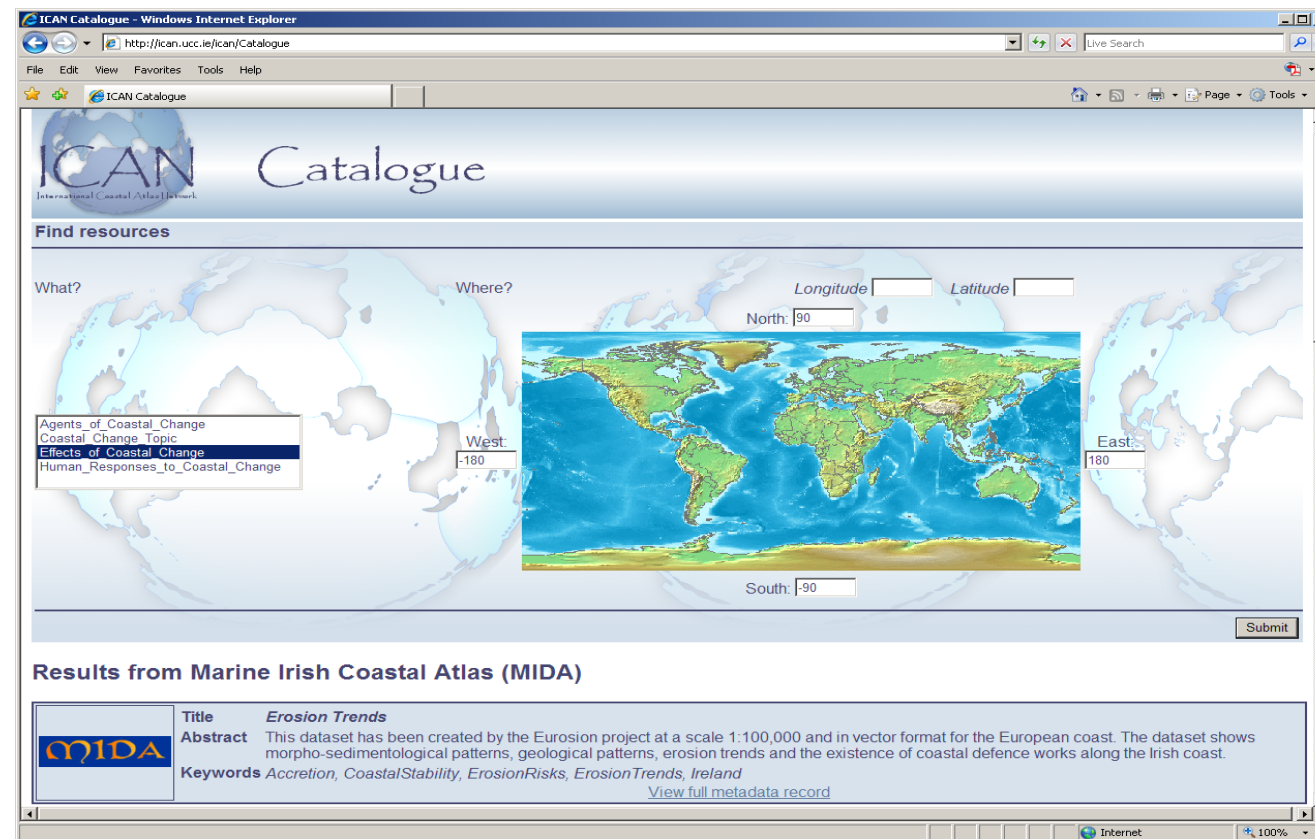 ICAN Catalogue - Windows Internet Explorer
http://ican.ucc.ie/ican/Catalogue
Live Search
File Edit View Favorites Tools Help
ICAN Catalogue
Page Tools
ICAN Catalogue
International Coastal Atlas Network
Find resources
What?
Where?
Longitude Latitude
North: 90
Agents_of_Coastal_Change
Coastal_Change_Topic
Effects_of_Coastal_Change
Human_Responses_to_Coastal_Change
West:
-180
East:
180
South: -90
Submit
Results from Marine Irish Coastal Atlas (MIDA)
MIDA
Title Erosion Trends
Abstract This dataset has been created by the Eurosion project at a scale 1:100,000 and in vector format for the European coast. The dataset shows
morpho-sedimentological patterns, geological patterns, erosion trends and the existence of coastal defence works along the Irish coast.
Keywords Accretion, CoastalStability, ErosionRisks, ErosionTrends, Ireland
View full metadata record
Internet
100%